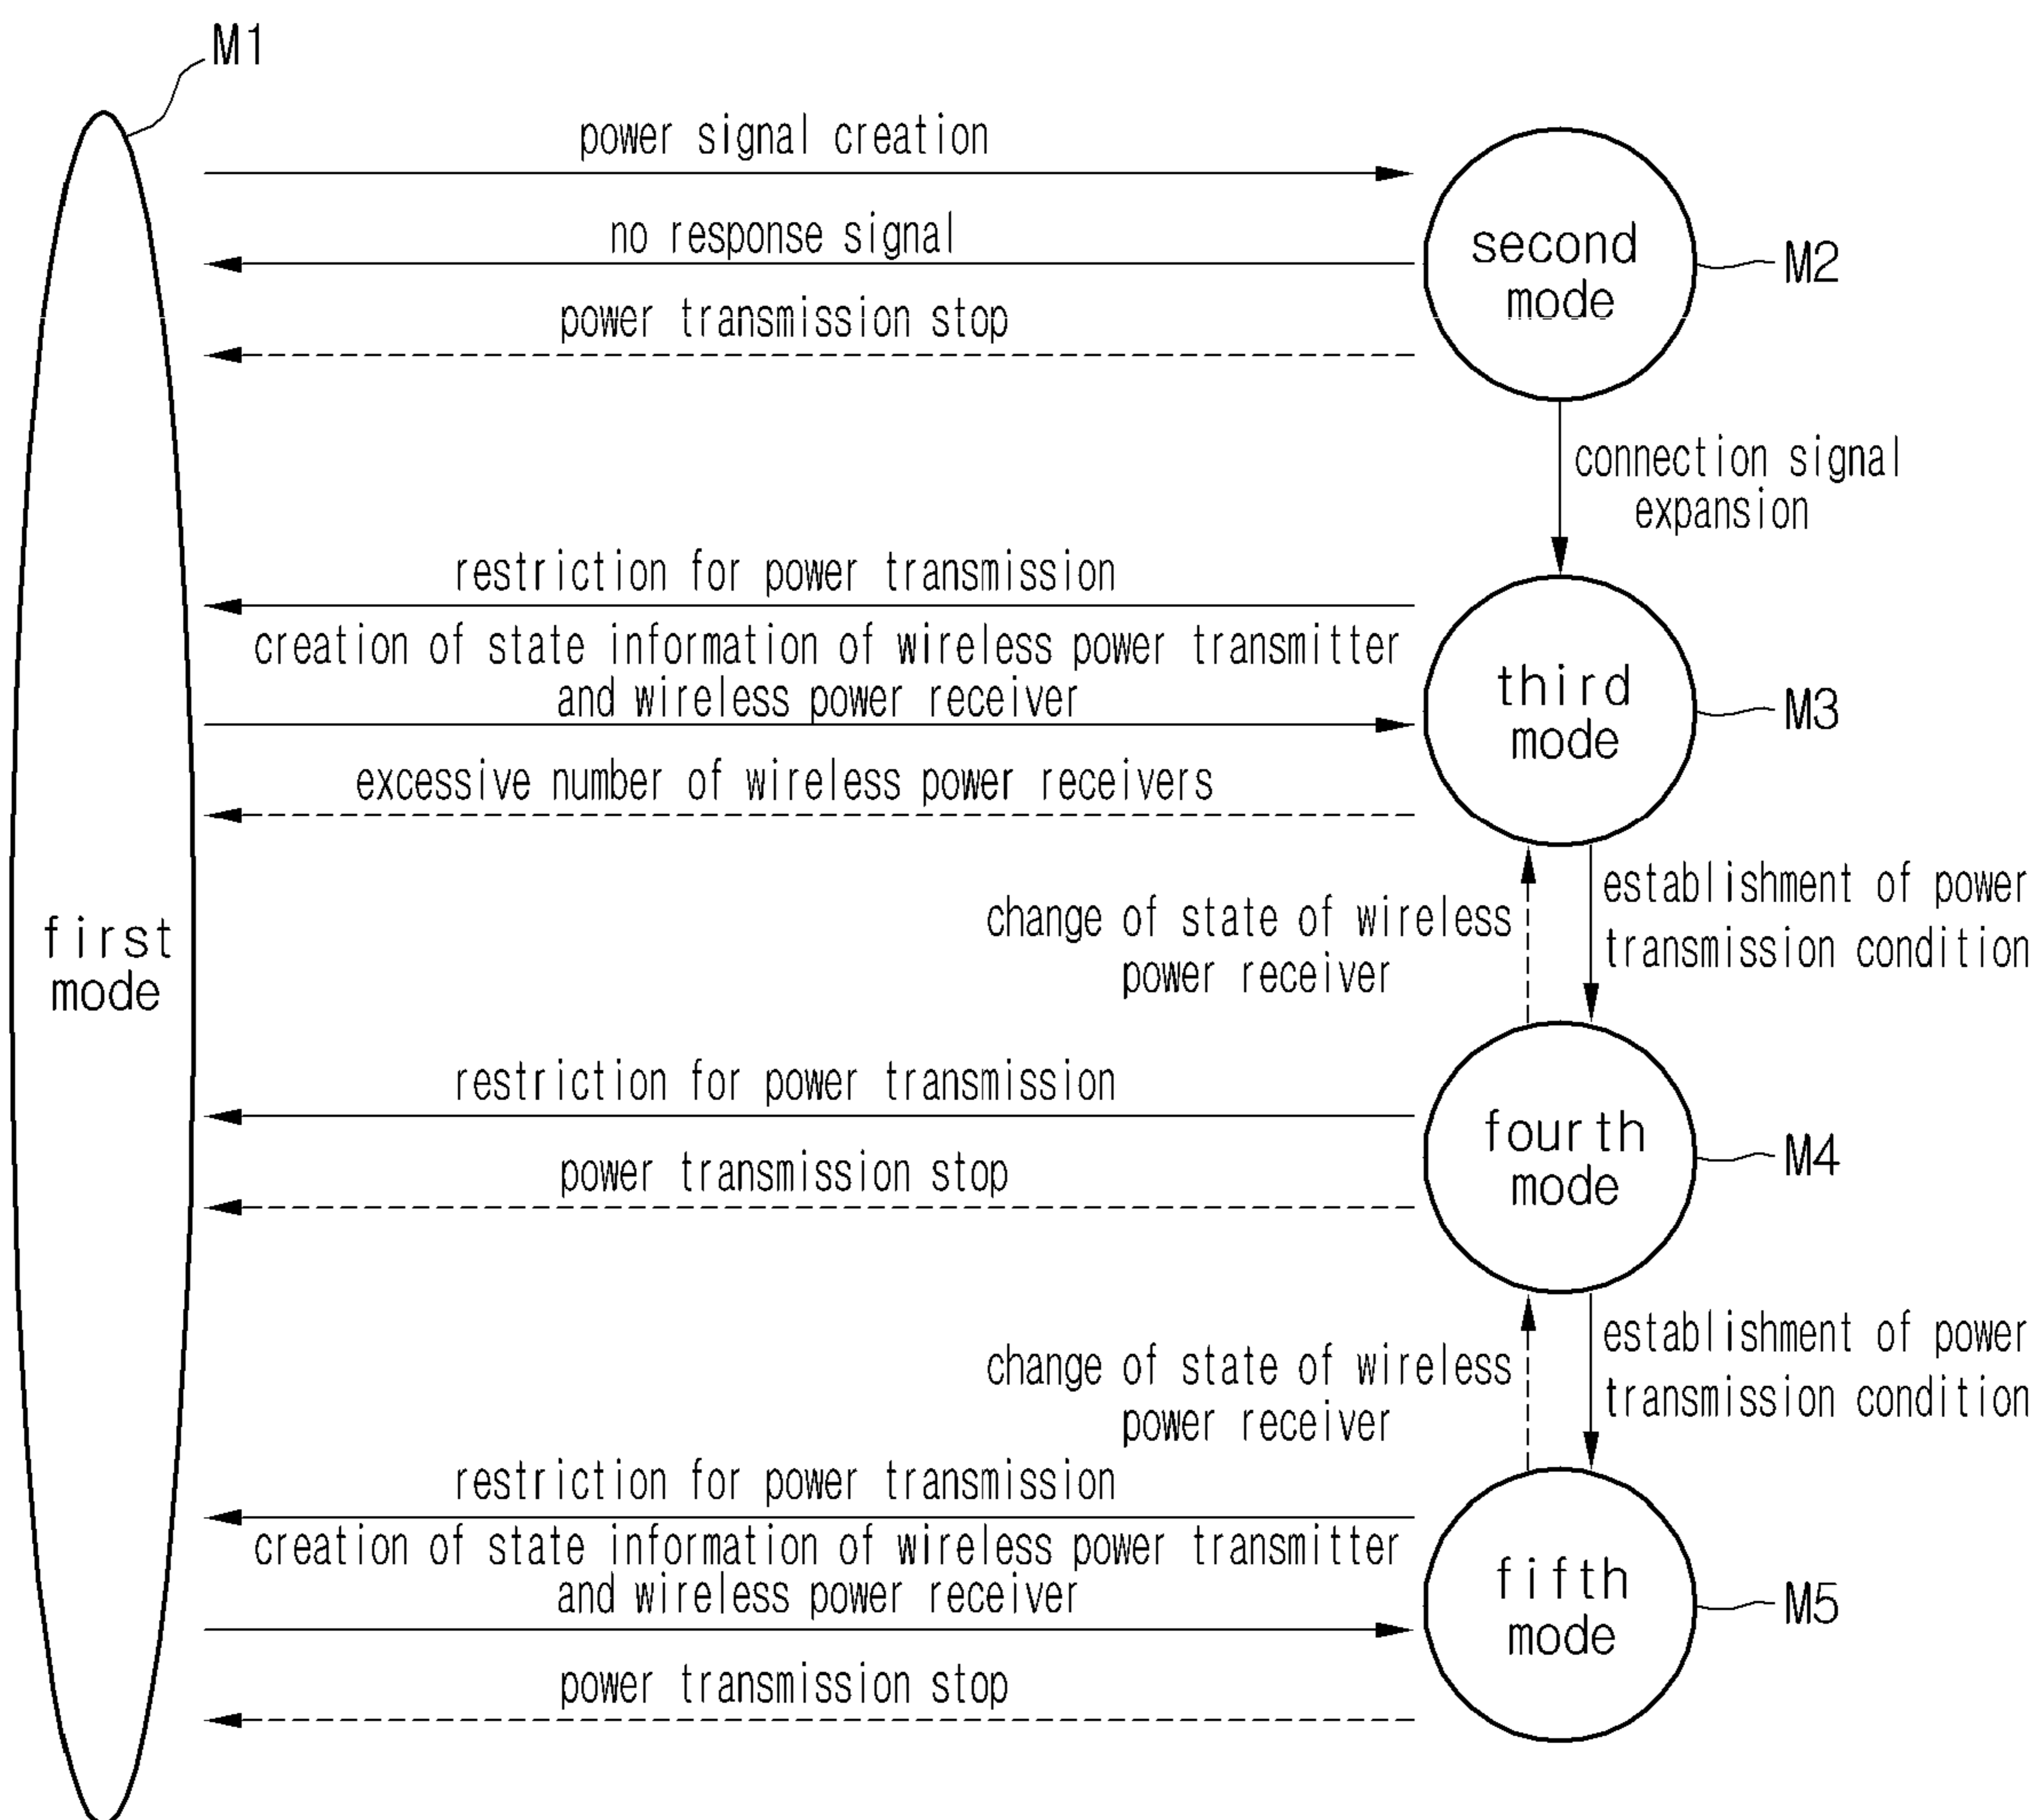 M1
power signal creation
no response signal
power transmission stop
second
mode
M2
connection signal
expansion
restriction for power transmission
creation of state information of wireless power transmitter
and wireless power receiver
excessive number of wireless power receivers
third
mode
M3
first
mode
change of state of wireless
power receiver
establishment of power
transmission condition
restriction for power transmission
power transmission stop
fourth
mode
M4
change of state of wireless
power receiver
establishment of power
transmission condition
restriction for power transmission
creation of state information of wireless power transmitter
and wireless power receiver
power transmission stop
fifth
mode
M5